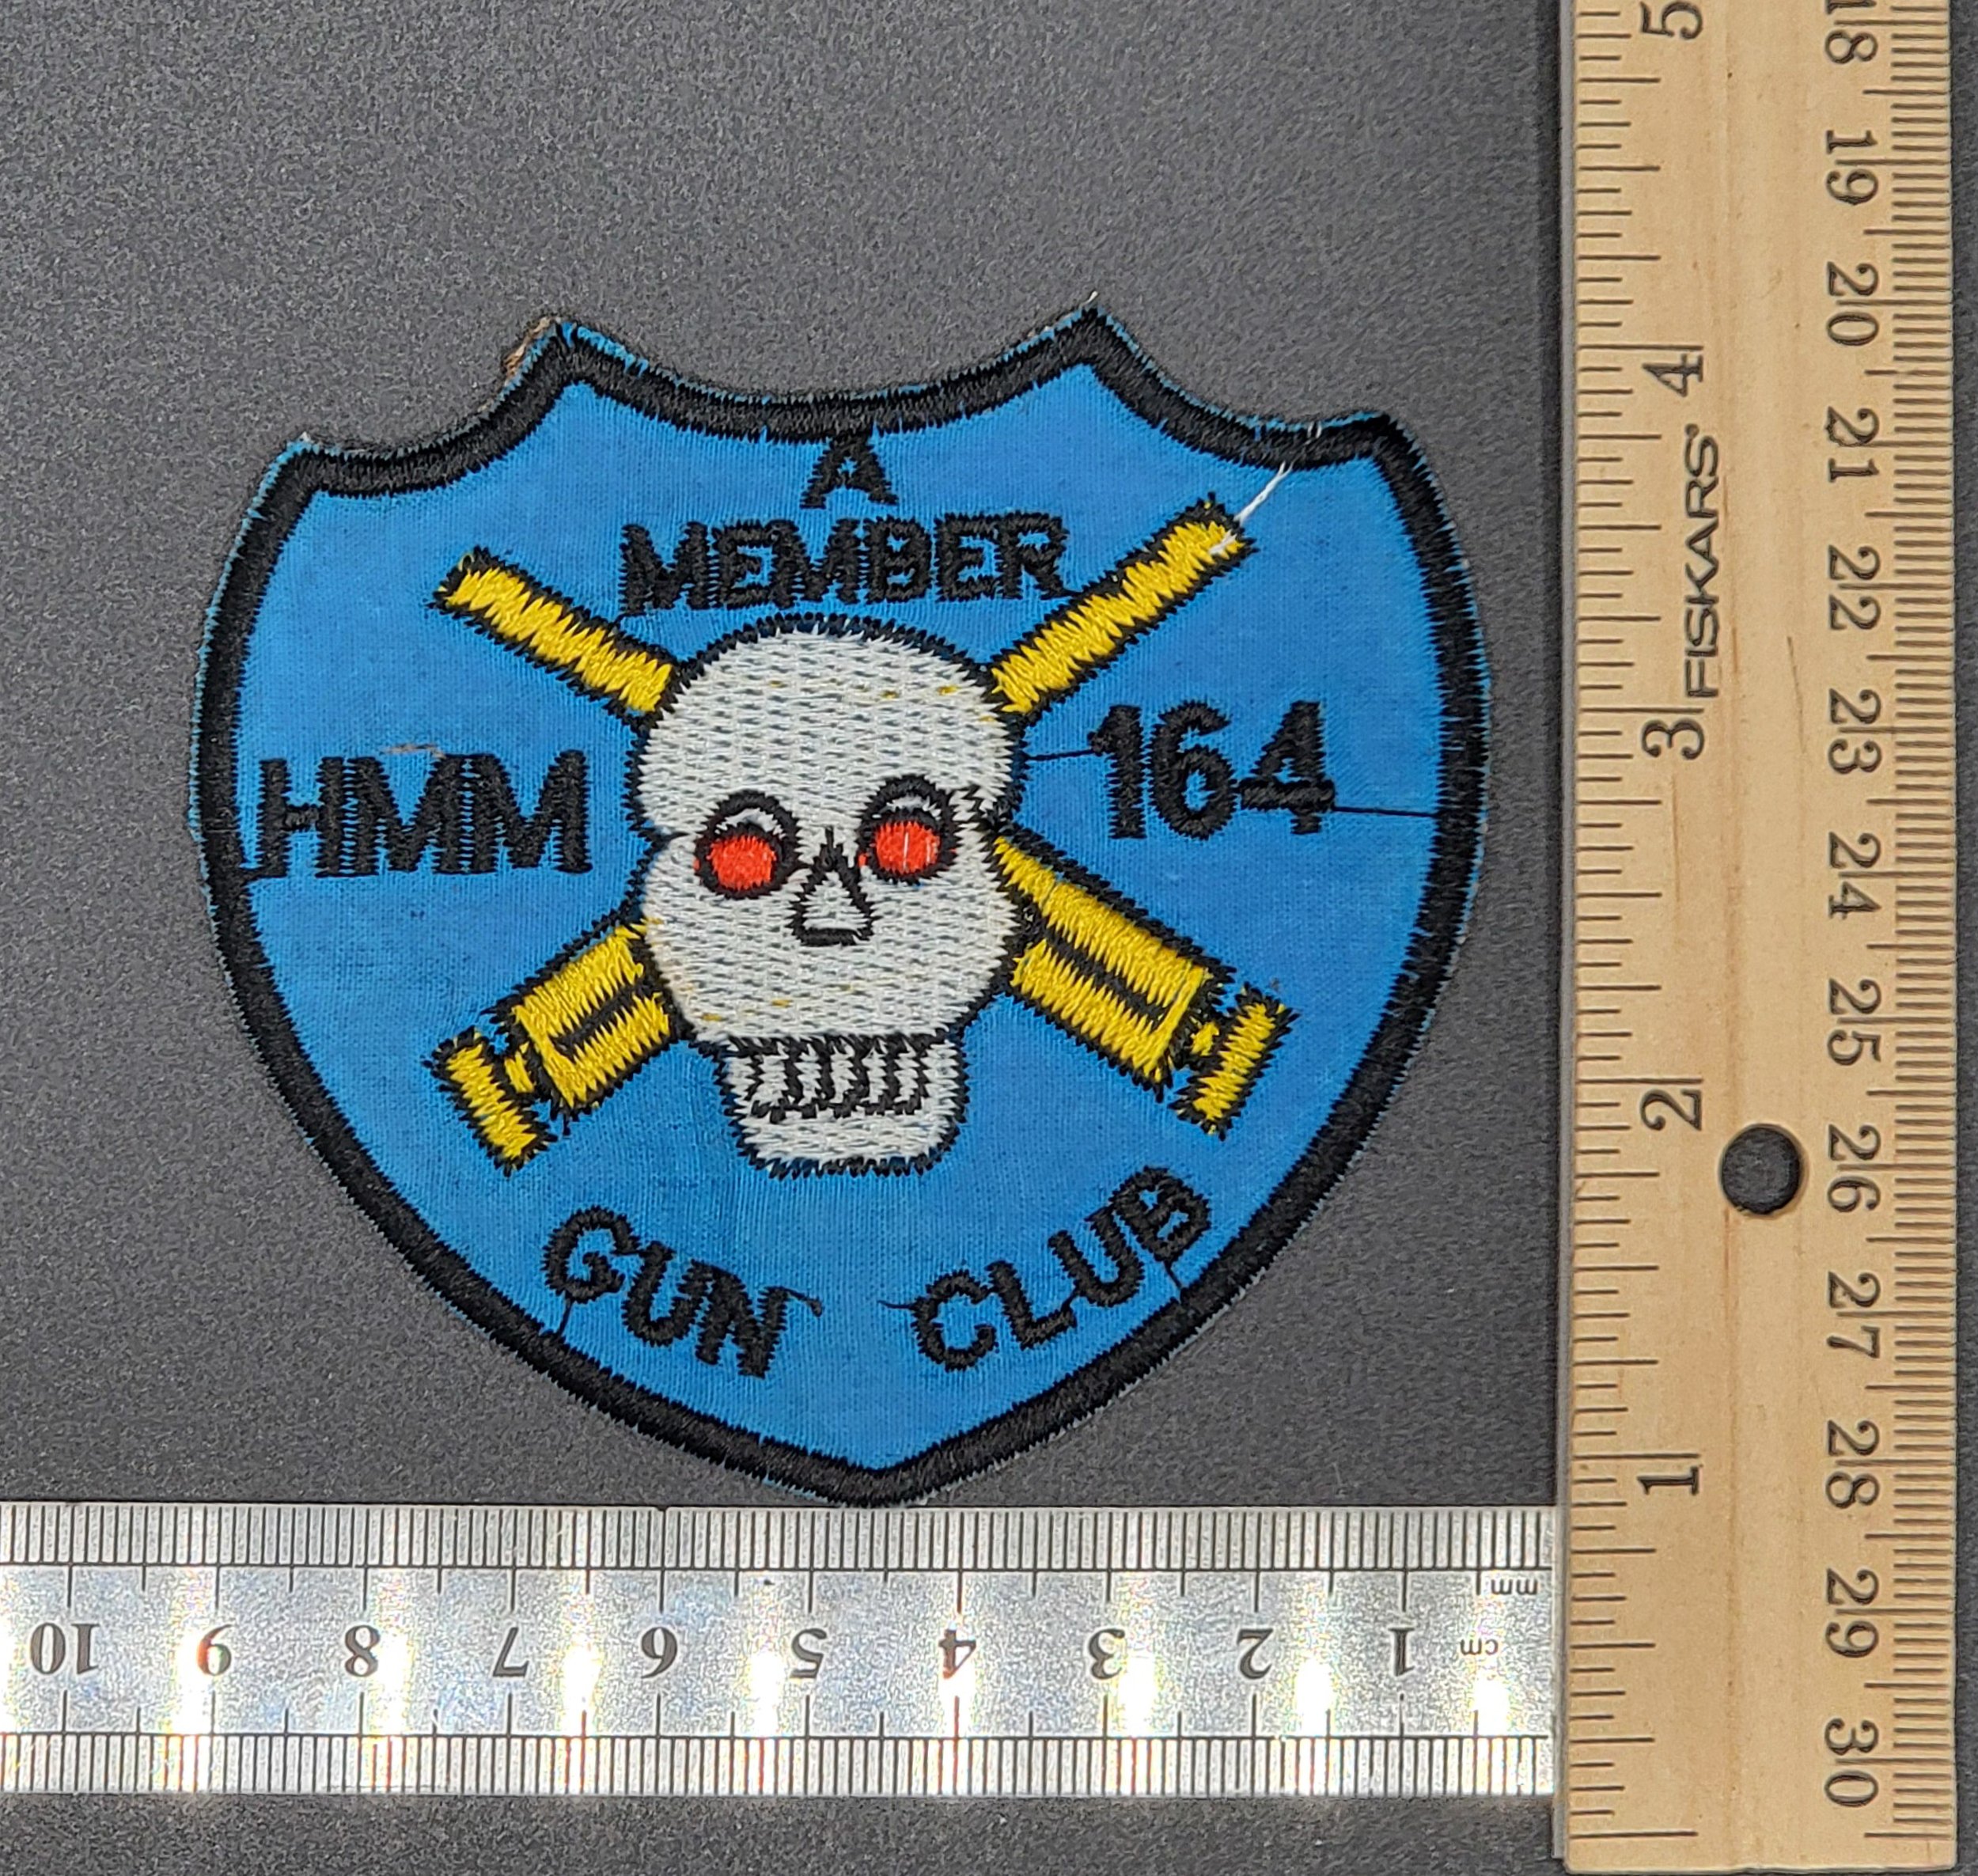 A
MEMBER
HMM 164
GUN CLUB
mm
cm 1 2 3 4 5 6 7 8 9 10
5
4
FISKARS
3
2
1
18 19 20 21 22 23 24 25 26 27 28 29 30